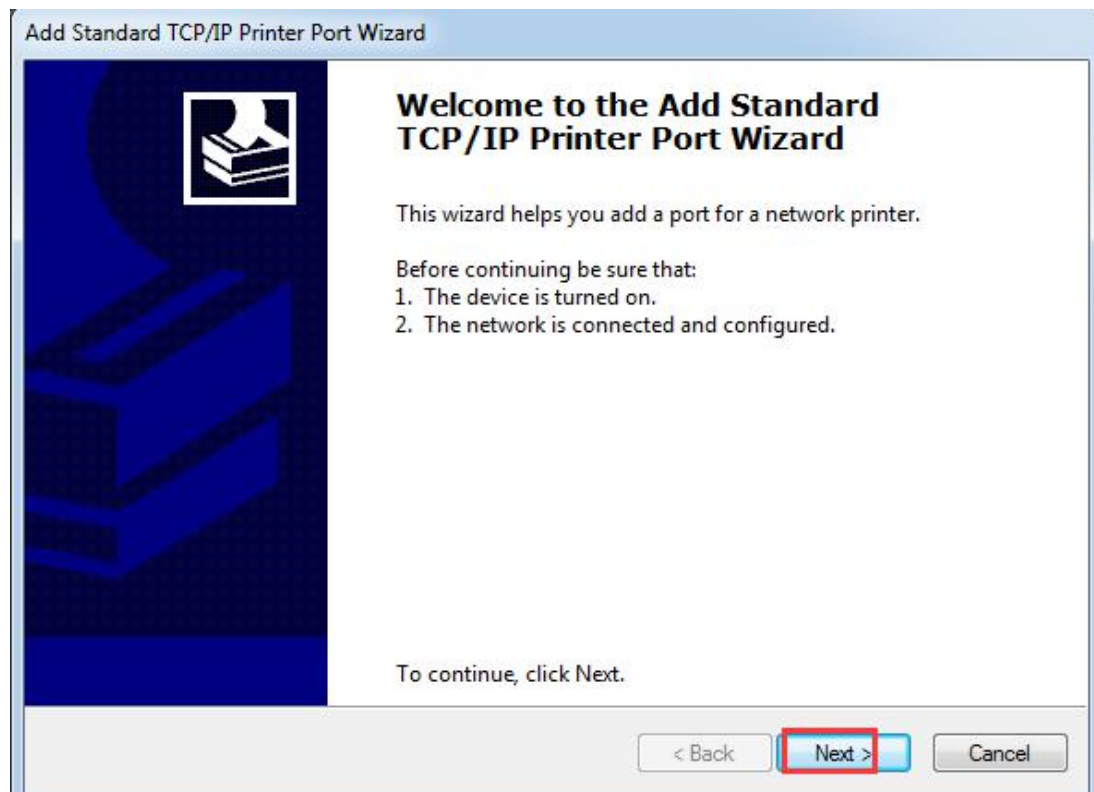 Add Standard TCP/IP Printer Port Wizard
Welcome to the Add Standard
TCP/IP Printer Port Wizard
This wizard helps you add a port for a network printer.
Before continuing be sure that:
1. The device is turned on.
2. The network is connected and configured.
To continue, click Next.
< Back Next > Cancel